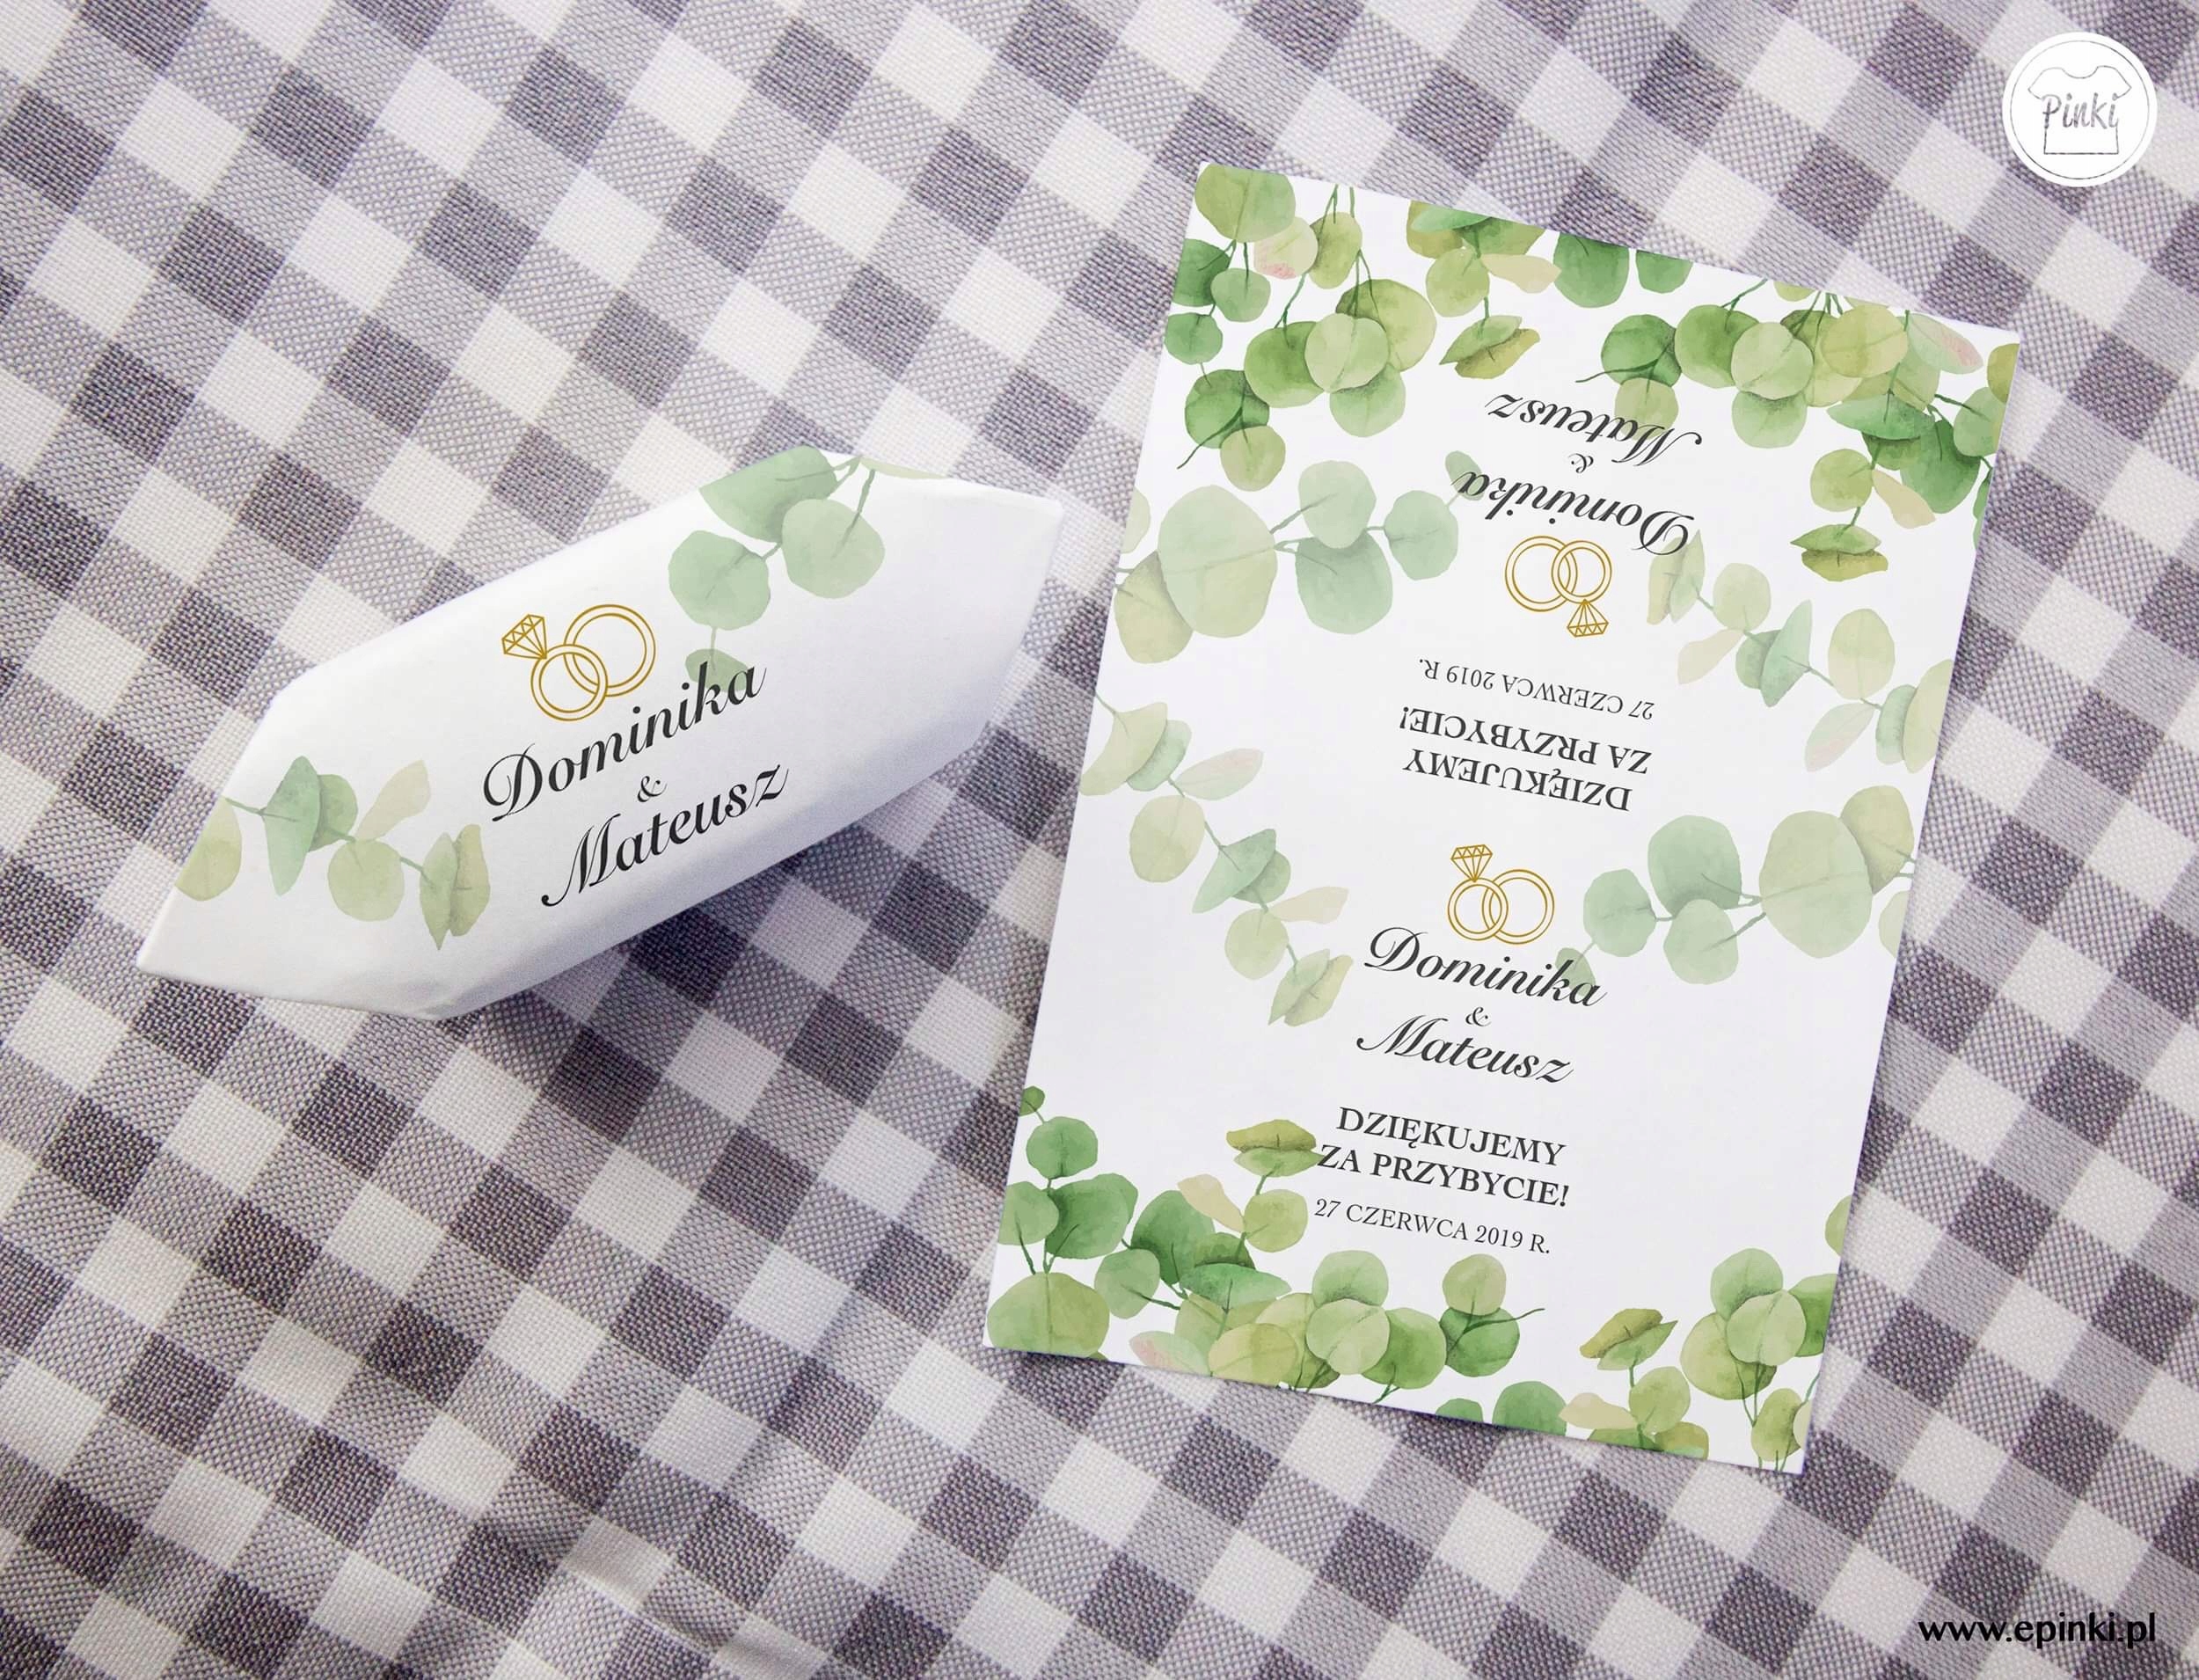 Pinki
Dominika
&
Mateusz
DZIĘKUJEMY
ZA PRZYBYCIE!
27 CZERWCA 2019 R.
Dominika
&
Mateusz
Dominika
&
Mateusz
DZIĘKUJEMY
ZA PRZYBYCIE!
27 CZERWCA 2019 R.
www.epinki.pl